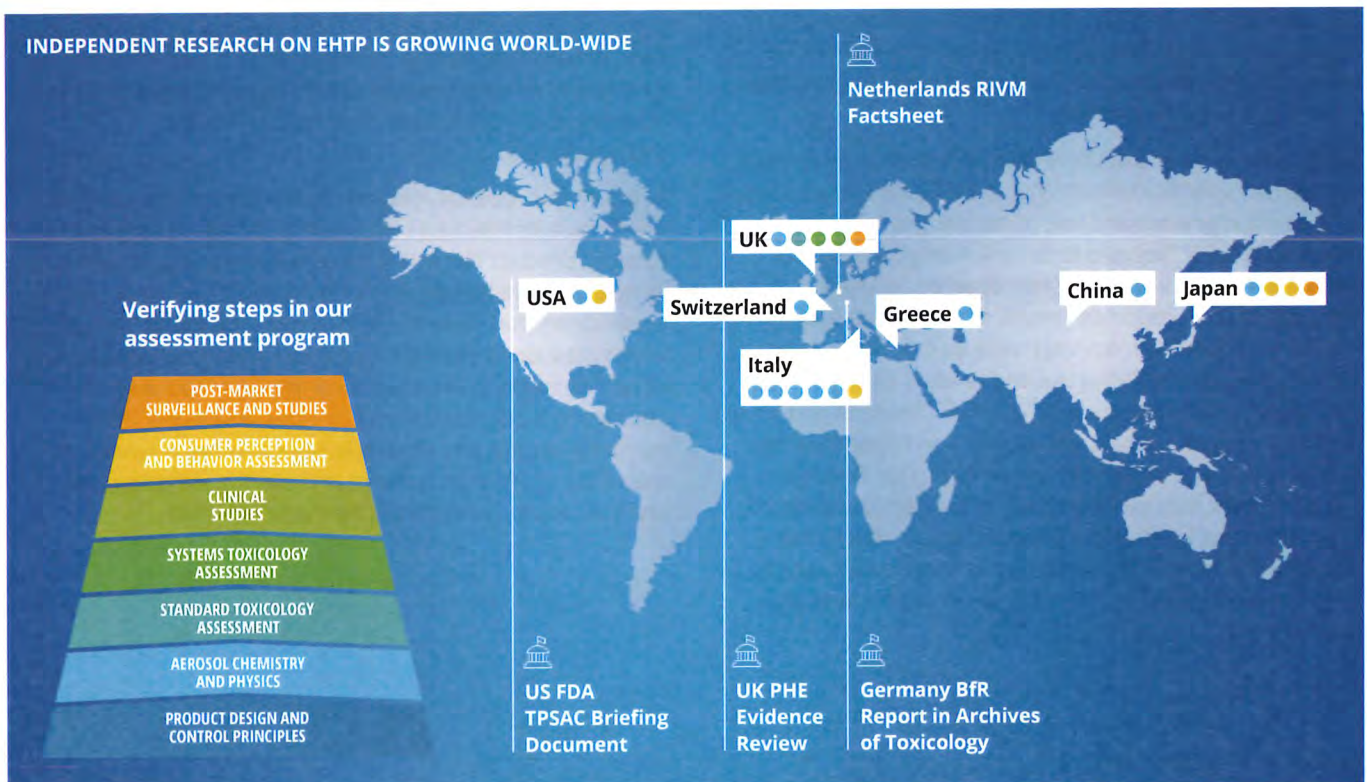 INDEPENDENT RESEARCH ON EHTP IS GROWING WORLD-WIDE
Netherlands RIVM
Factsheet
UK
USA
Switzerland
Greece
China
Japan
Italy
Verifying steps in our
assessment program
POST-MARKET
SURVEILLANCE AND STUDIES
CONSUMER PERCEPTION
AND BEHAVIOR ASSESSMENT
CLINICAL
STUDIES
SYSTEMS TOXICOLOGY
ASSESSMENT
STANDARD TOXICOLOGY
ASSESSMENT
AEROSOL CHEMISTRY
AND PHYSICS
PRODUCT DESIGN AND
CONTROL PRINCIPLES
US FDA
TPSAC Briefing
Document
UK PHE
Evidence
Review
Germany BfR
Report in Archives
of Toxicology